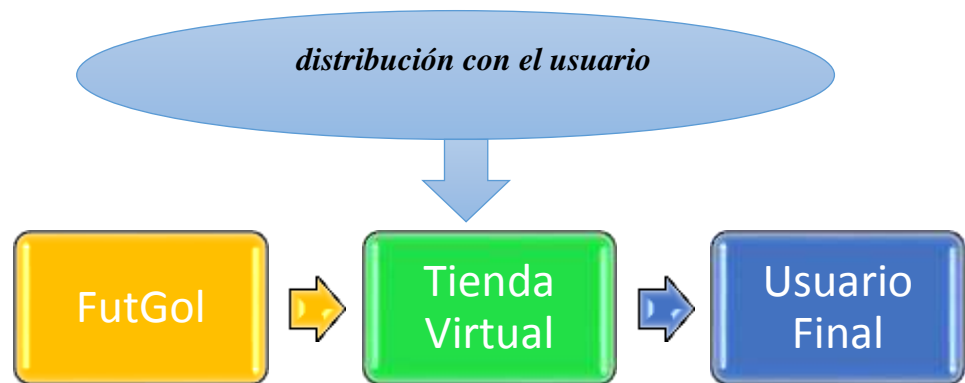 distribución con el usuario
FutGol
Tienda
Virtual
Usuario
Final